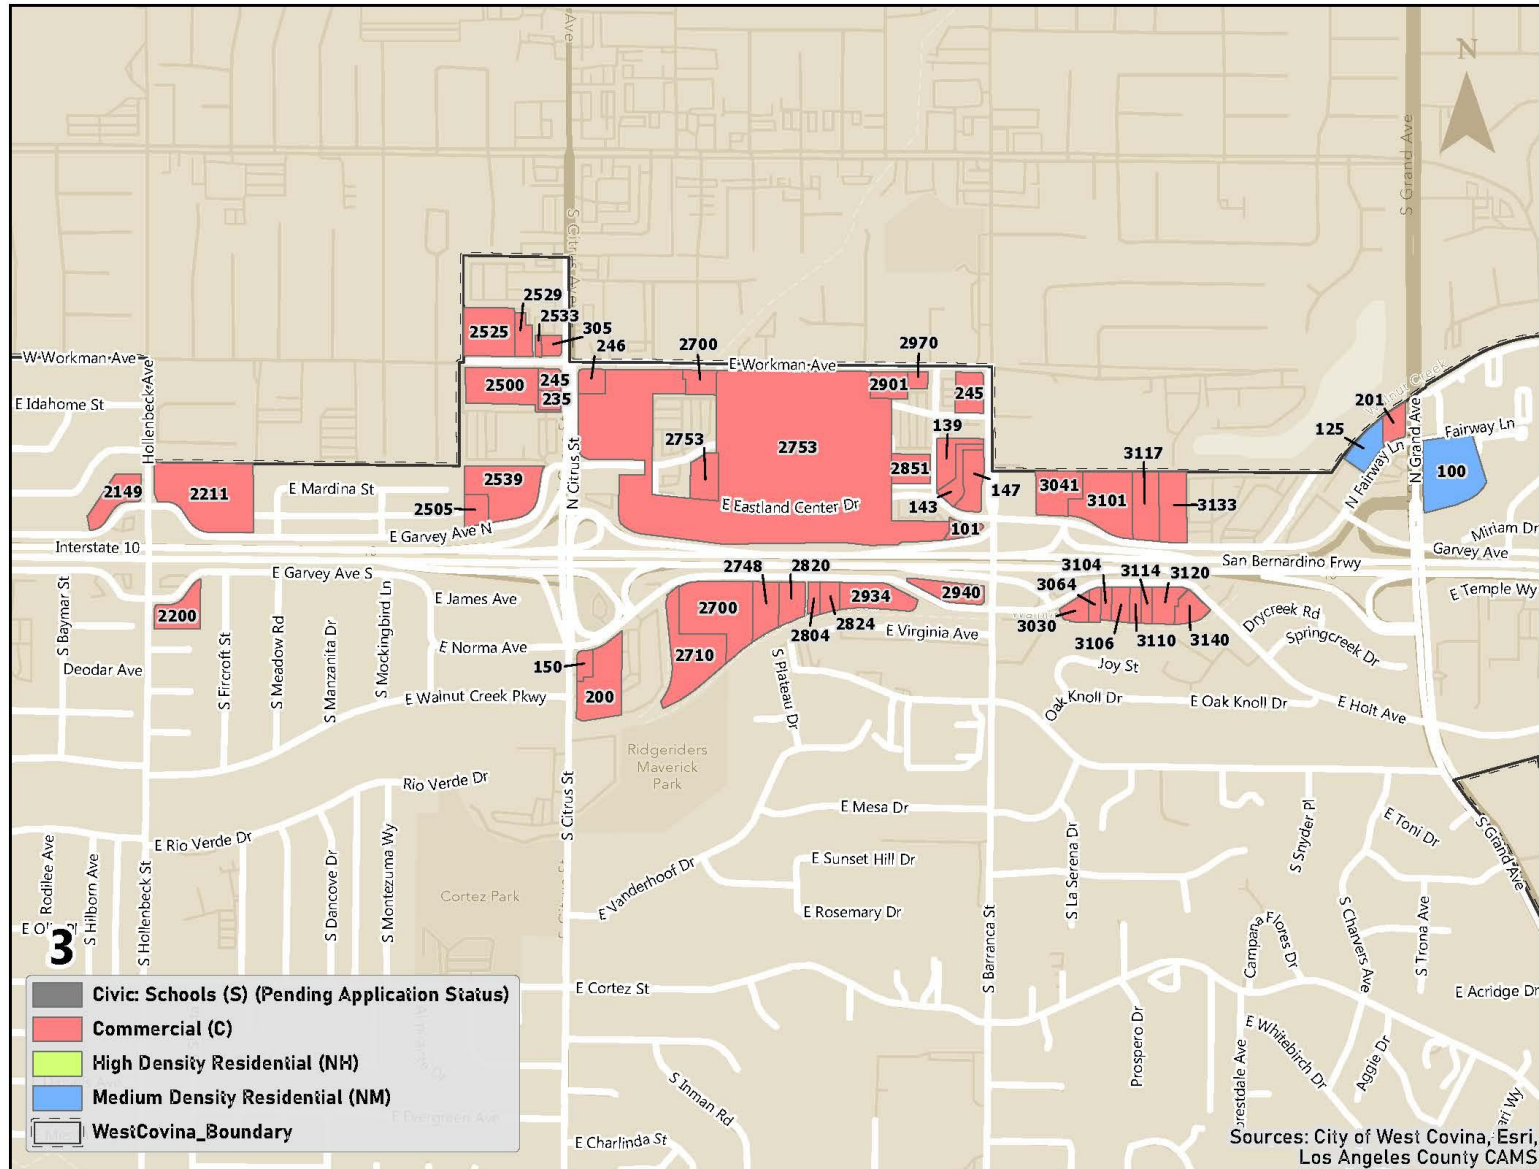 N
S Grand Ave
Ave
S Citrus Ave
2529
2533
2525
305
246
2700
2970
W Workman Ave
E Workman Ave
Hollenbeck Ave
2500
245
235
2901
245
Walnut Creek
201
E Idahome St
139
125
Fairway Ln
N Grand Ave
2753
2753
3117
N Fairway Ln
100
N Citrus St
2851
2149
2211
E Mardina St
2539
3041
3101
147
2505
E Eastland Center Dr
143
3133
E Garvey Ave N
101
Miriam Dr
Interstate 10
Garvey Ave
San Bernardino Frwy
E Garvey Ave S
2748
2820
3104
3114
3120
3064
E Temple Wy
S Baymar St
E James Ave
2700
2934
2940
2200
2804
2824
3030
Drycreek Rd
S Fircroft St
S Meadow Rd
S Manzanita Dr
S Mockingbird Ln
E Virginia Ave
3106
3110
3140
Springcreek Dr
E Norma Ave
2710
150
Deodar Ave
S Plateau Dr
Joy St
E Walnut Creek Pkwy
200
Oak Knoll Dr
E Oak Knoll Dr
E Holt Ave
Ridgeriders
Maverick
Park
Rio Verde Dr
S Citrus St
E Mesa Dr
S Snyder Pl
E Toni Dr
S Grand Ave
E Rio Verde Dr
Rodilee Ave
S Hilborn Ave
S Hollenbeck St
S Dancove Dr
S Montezuma Wy
E Vanderhoof Dr
E Sunset Hill Dr
S La Serena Dr
Cortez Park
E Rosemary Dr
S Barranca St
Campana
Flores Dr
S Charvers Ave
S Trona Ave
3
E Cortez St
E Acridge Dr
Prospero Dr
E Whitebirch Dr
Aggie Dr
S Inman Rd
E Evergreen Ave
E Charlinda St
Civic: Schools (S) (Pending Application Status)
Commercial (C)
High Density Residential (NH)
Medium Density Residential (NM)
WestCovina_Boundary
Sources: City of West Covina, Esri,
Los Angeles County CAMS